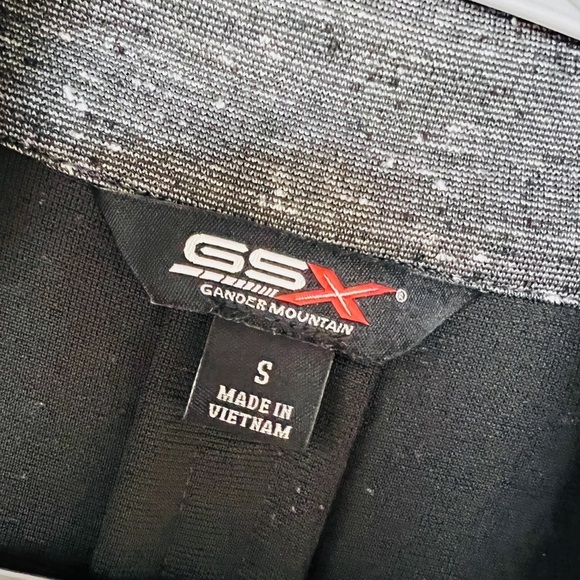 GSX®
GANDER MOUNTAIN
S
MADE IN
VIETNAM